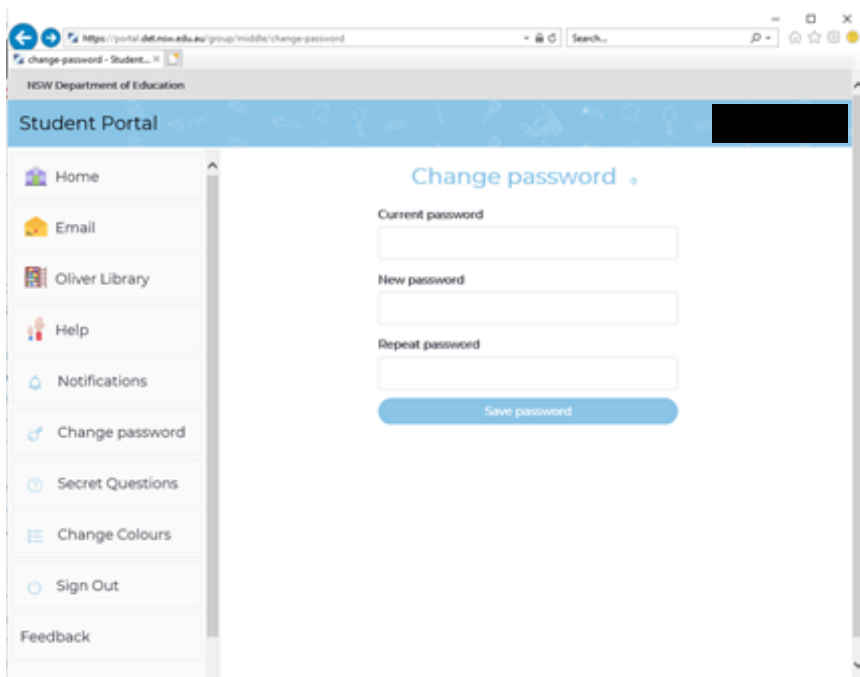 https://portal.det.nsw.edu.au/group/middle/change-password
Search...
change-password - Student...
NSW Department of Education
Student Portal
Home
Email
Oliver Library
Help
Notifications
Change password
Secret Questions
Change Colours
Sign Out
Feedback
Change password
Current password
New password
Repeat password
Save password